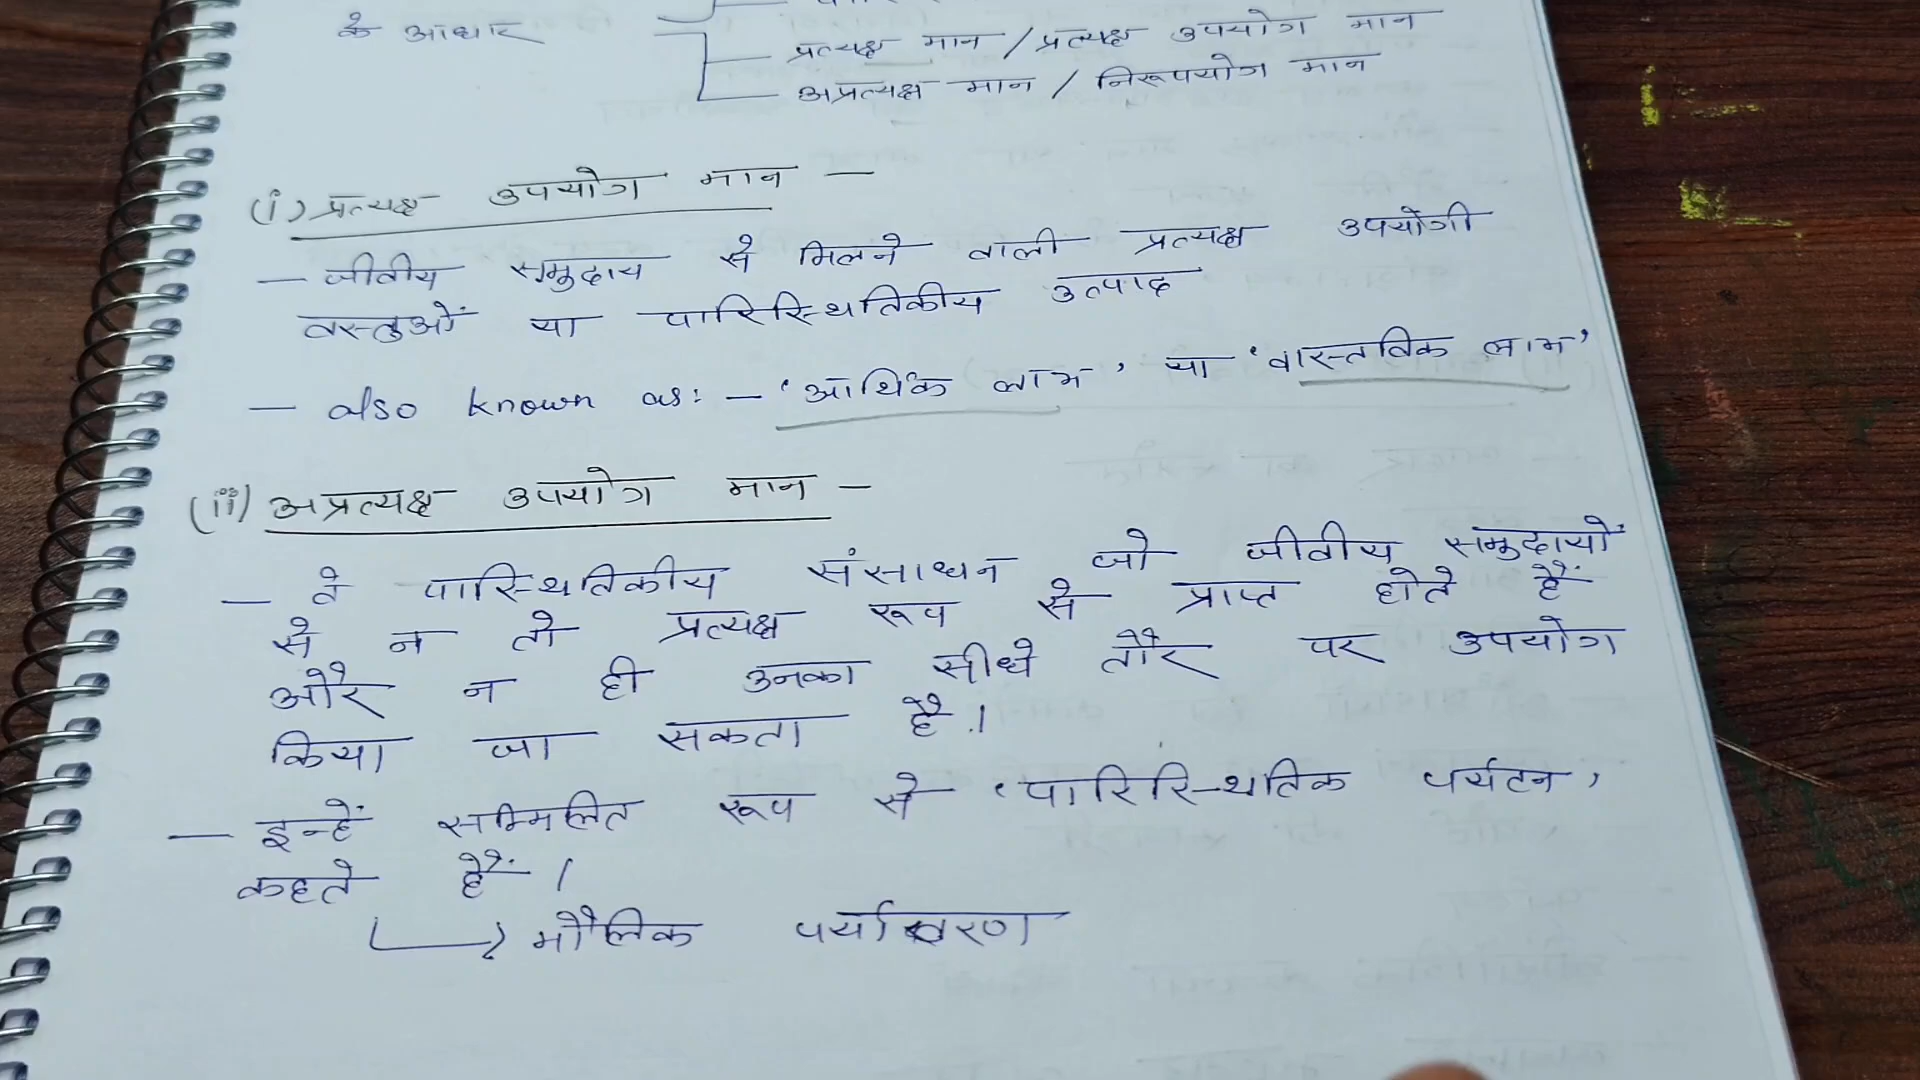 के आधार
प्रत्यक्ष मान / प्रत्यक्ष उपयोग मान
अप्रत्यक्ष मान / निरूपयोग मान
(i) प्रत्यक्ष उपयोग मान —
— जीवीय समुदाय से मिलने वाली प्रत्यक्ष उपयोगी
वस्तुओं या पारिस्थितिकीय उत्पाद
— also known as: — 'आर्थिक लाभ' या 'वास्तविक लाभ'
(ii) अप्रत्यक्ष उपयोग मान —
— वे पास्थितिकीय संसाधन जो जीवीय समुदायों
से न तो प्रत्यक्ष रूप से प्राप्त होते हैं
और न ही उनका सीधे तौर पर उपयोग
किया जा सकता है।
— इन्हें सम्मिलित रूप से 'पारिस्थितिक पर्यटन'
कहते हैं।
↳ मौलिक पर्यावरण